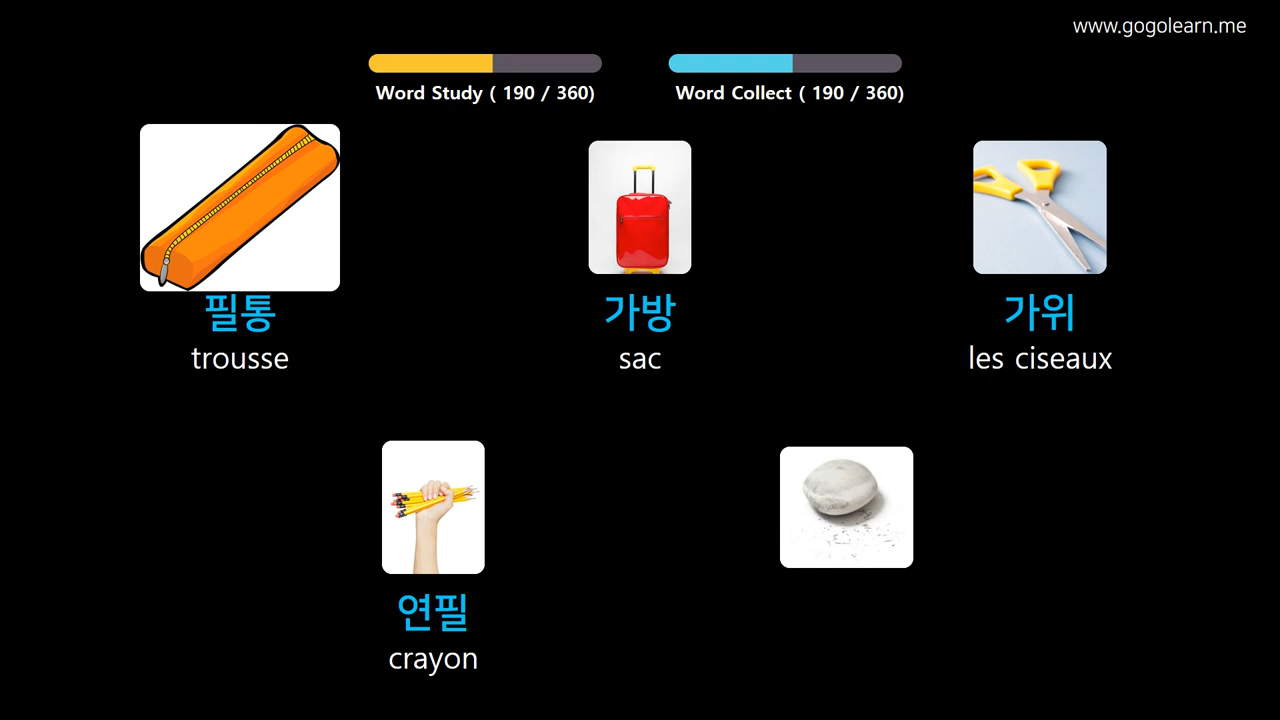 www.gogolearn.me
Word Study ( 190 / 360)
Word Collect ( 190 / 360)
필통
trousse
가방
sac
가위
les ciseaux
연필
crayon